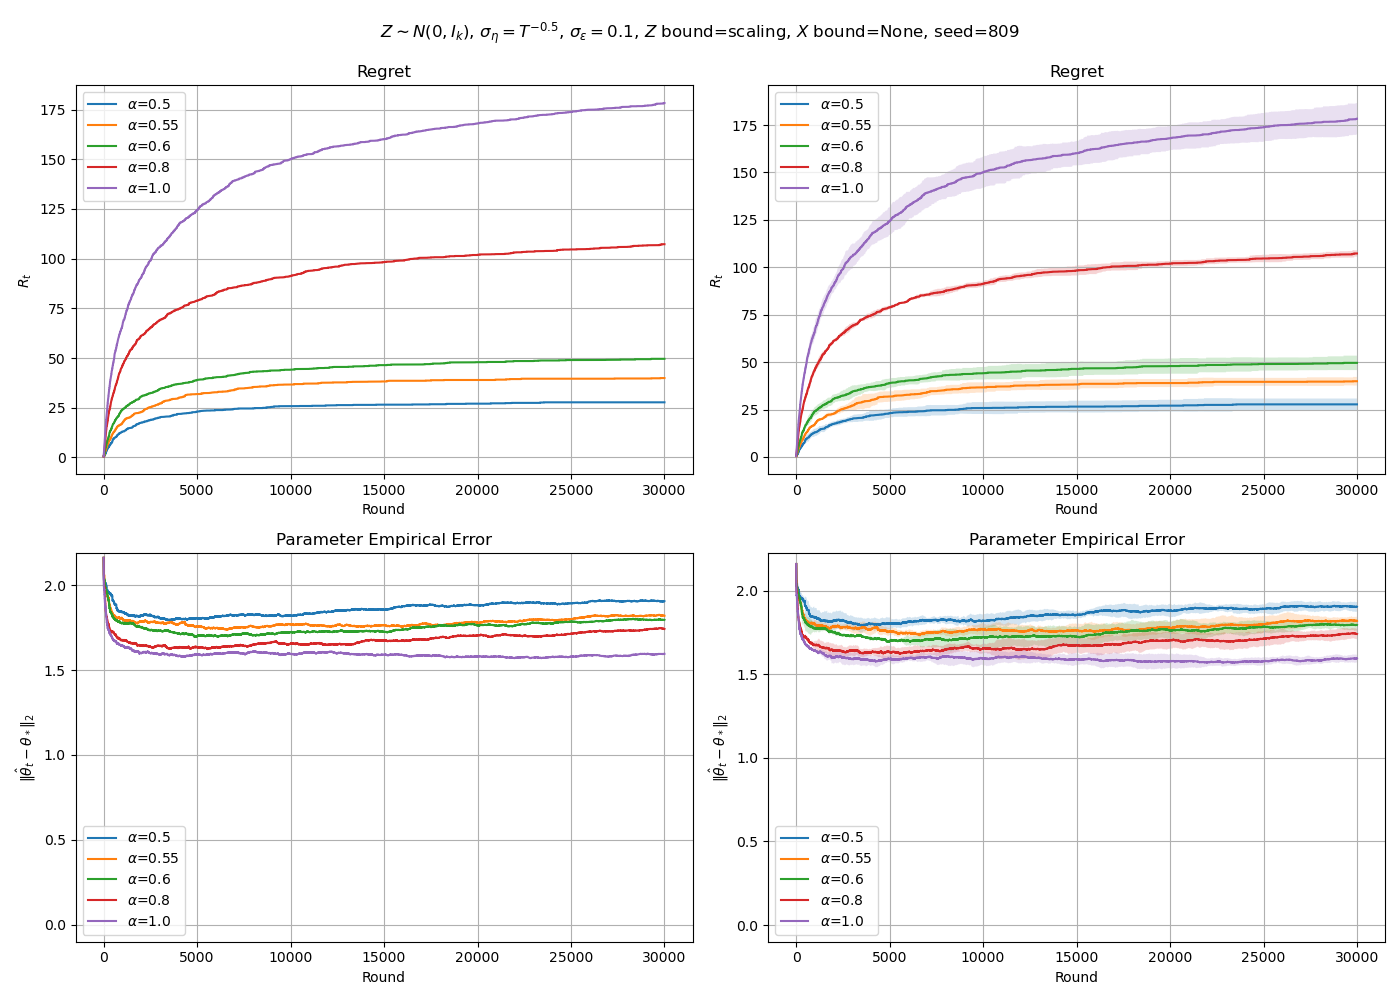 Z ~ N(0, I_k), σ_η = T^{-0.5}, σ_ε = 0.1, Z bound=scaling, X bound=None, seed=809
Regret
R_t
175
150
125
100
75
50
25
0
α=0.5
α=0.55
α=0.6
α=0.8
α=1.0
0 5000 10000 15000 20000 25000 30000
Round
Regret
R_t
175
150
125
100
75
50
25
0
α=0.5
α=0.55
α=0.6
α=0.8
α=1.0
0 5000 10000 15000 20000 25000 30000
Round
Parameter Empirical Error
‖θ̂_t − θ_*‖_2
2.0
1.5
1.0
0.5
0.0
α=0.5
α=0.55
α=0.6
α=0.8
α=1.0
0 5000 10000 15000 20000 25000 30000
Round
Parameter Empirical Error
‖θ̂_t − θ_*‖_2
2.0
1.5
1.0
0.5
0.0
α=0.5
α=0.55
α=0.6
α=0.8
α=1.0
0 5000 10000 15000 20000 25000 30000
Round